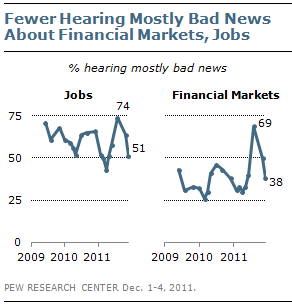 Fewer Hearing Mostly Bad News
About Financial Markets, Jobs
% hearing mostly bad news
Jobs
Financial Markets
74
69
75
50
51
38
25
0
2009 2010 2011
2009 2010 2011
PEW RESEARCH CENTER Dec. 1-4, 2011.